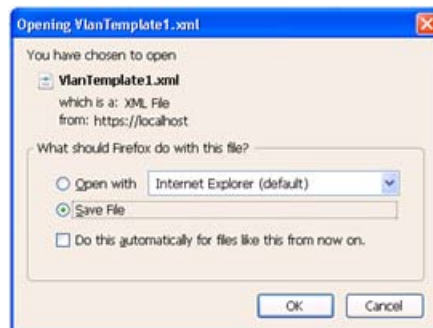 Opening VlanTemplate1.xml
You have chosen to open
VlanTemplate1.xml
which is a: XML File
from: https://localhost
What should Firefox do with this file?
Open with Internet Explorer (default)
Save File
Do this automatically for files like this from now on.
OK Cancel